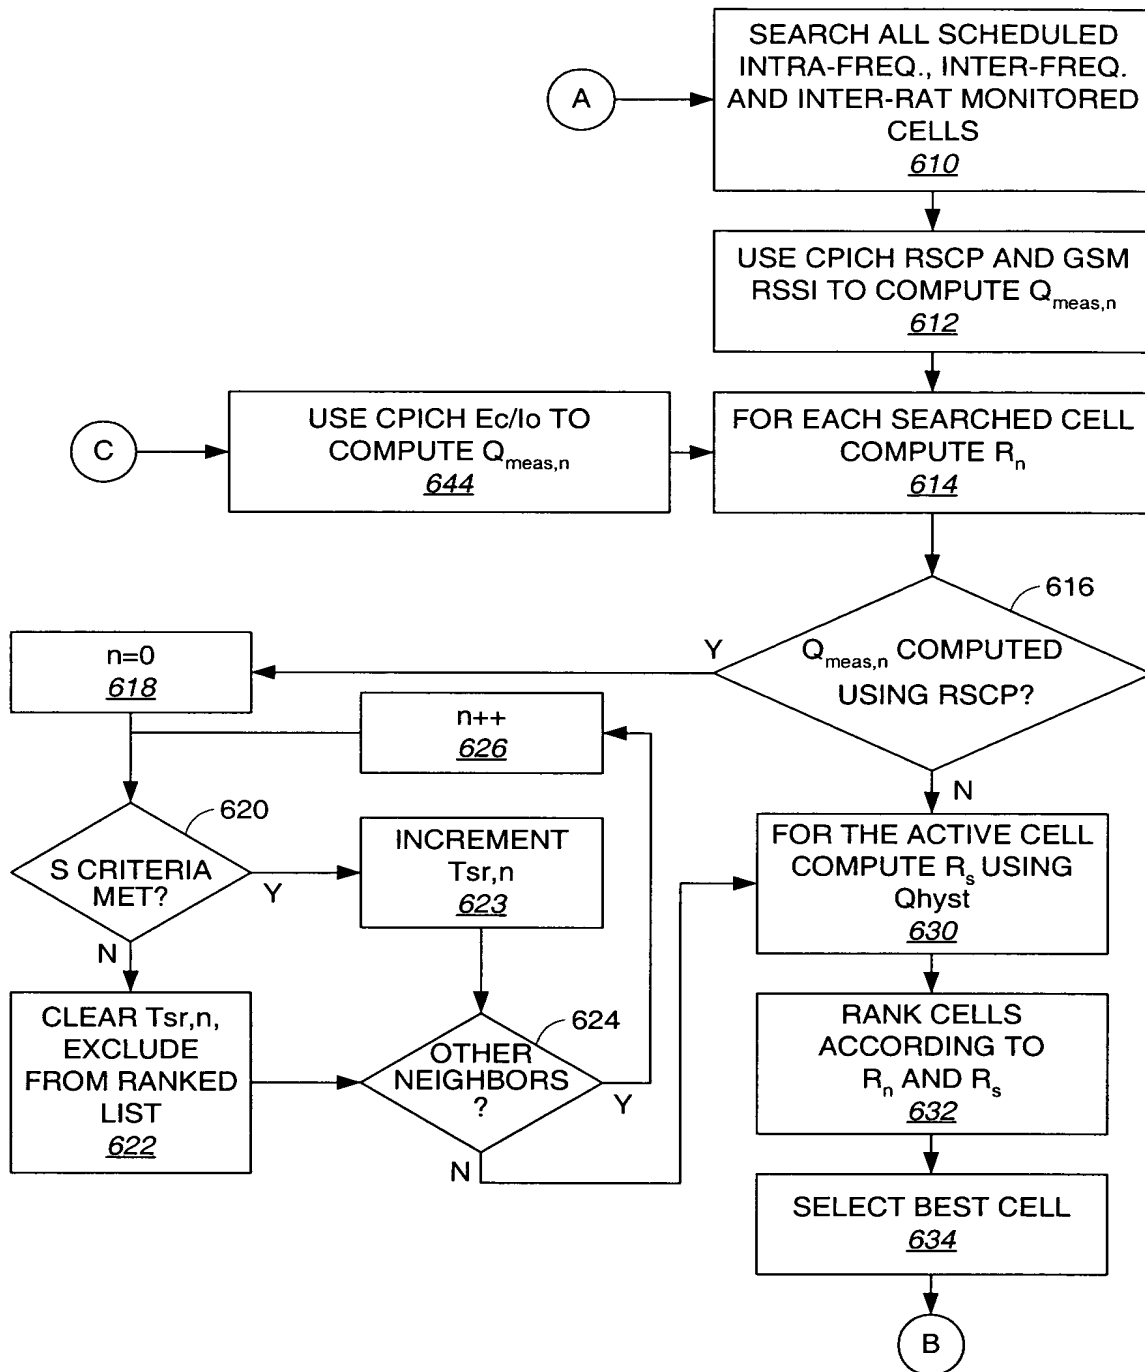 SEARCH ALL SCHEDULED
INTRA-FREQ., INTER-FREQ.
AND INTER-RAT MONITORED
CELLS
610
A
USE CPICH RSCP AND GSM
RSSI TO COMPUTE Qmeas,n
612
C
USE CPICH Ec/Io TO
COMPUTE Qmeas,n
644
FOR EACH SEARCHED CELL
COMPUTE Rn
614
616
Qmeas,n COMPUTED
USING RSCP?
Y
N
n=0
618
n++
626
620
S CRITERIA
MET?
Y
N
INCREMENT
Tsr,n
623
CLEAR Tsr,n,
EXCLUDE
FROM RANKED
LIST
622
624
OTHER
NEIGHBORS
?
Y
N
FOR THE ACTIVE CELL
COMPUTE Rs USING
Qhyst
630
RANK CELLS
ACCORDING TO
Rn AND Rs
632
SELECT BEST CELL
634
B